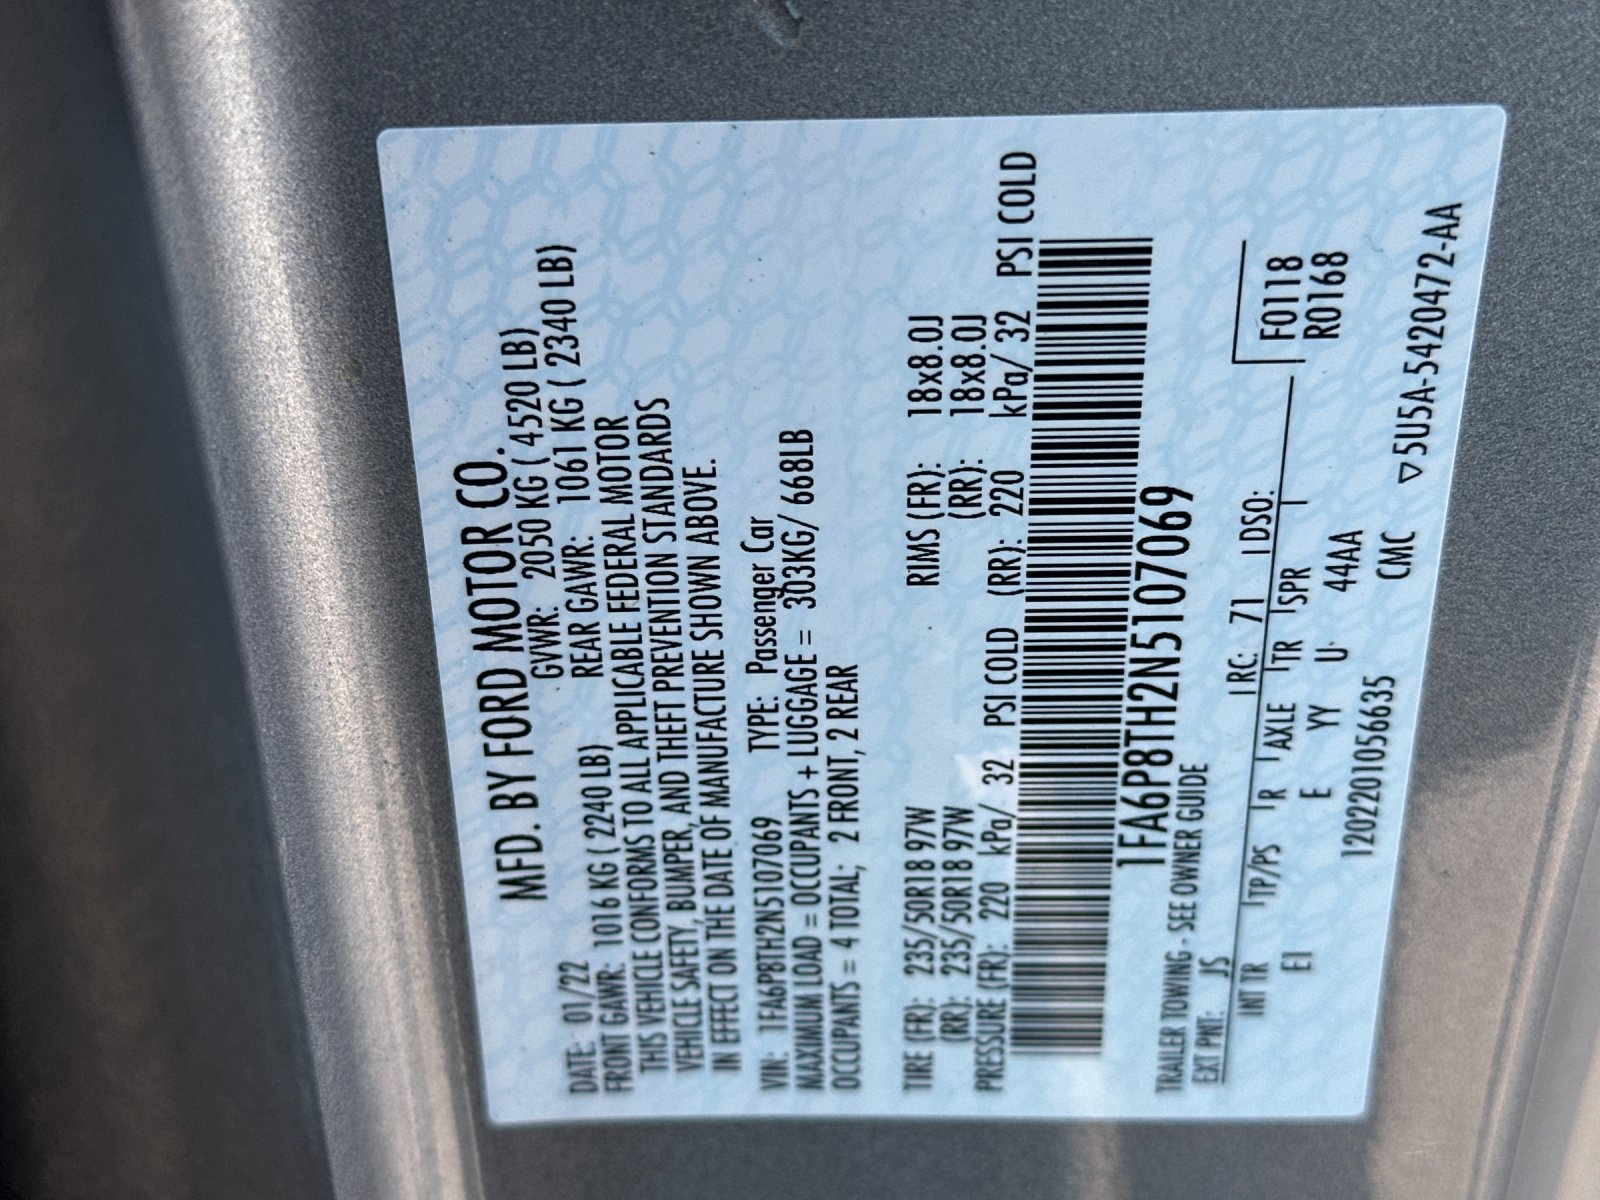 MFD. BY FORD MOTOR CO.
DATE: 01/22 GVWR: 2050 KG ( 4520 LB)
FRONT GAWR: 1016 KG ( 2240 LB) REAR GAWR: 1061 KG ( 2340 LB)
THIS VEHICLE CONFORMS TO ALL APPLICABLE FEDERAL MOTOR
VEHICLE SAFETY, BUMPER, AND THEFT PREVENTION STANDARDS
IN EFFECT ON THE DATE OF MANUFACTURE SHOWN ABOVE.
VIN: 1FA6P8TH2N5107069 TYPE: Passenger Car
MAXIMUM LOAD = OCCUPANTS + LUGGAGE = 303KG/ 668LB
OCCUPANTS = 4 TOTAL; 2 FRONT, 2 REAR
TIRE (FR): 235/50R18 97W RIMS (FR): 18x8.0J
(RR): 235/50R18 97W (RR): 18x8.0J
PRESSURE (FR): 220 kPa/ 32 PSI COLD (RR): 220 kPa/ 32 PSI COLD
1FA6P8TH2N5107069
TRAILER TOWING - SEE OWNER GUIDE
EXT PNT: JS RC: 71 DSO:
INT TR TP/PS R AXLE TR SPR F0118
EI E YY U 44AA R0168
1202201056635 CMC
▽5U5A-5420472-AA